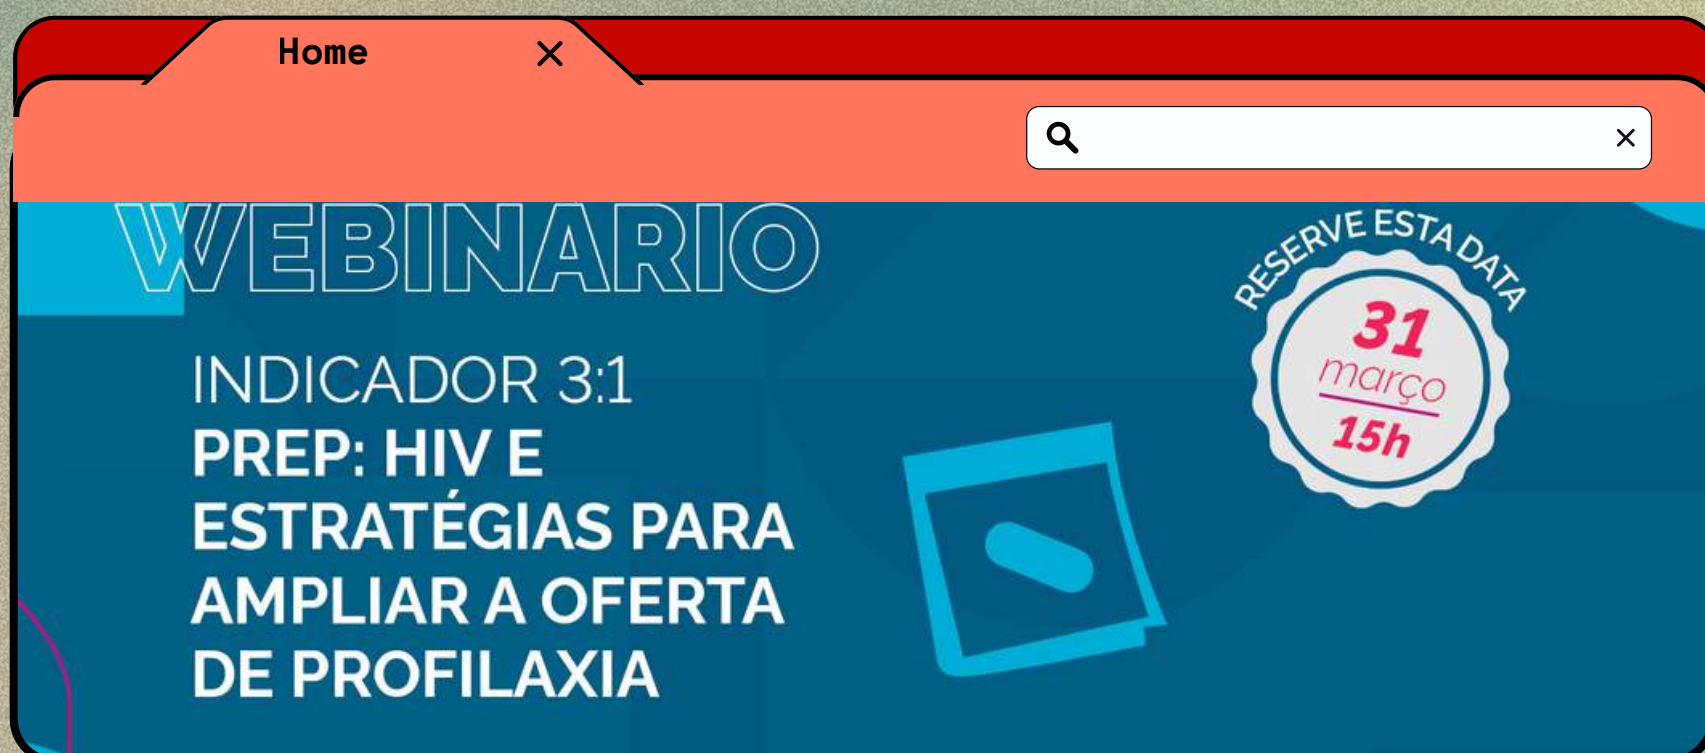 Home
WEBINARIO
INDICADOR 3:1
PREP: HIV E
ESTRATÉGIAS PARA
AMPLIAR A OFERTA
DE PROFILAXIA
RESERVE ESTA DATA
31
março
15h